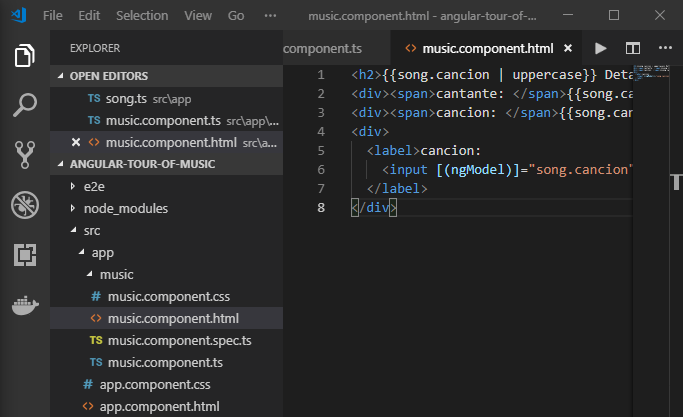 File Edit Selection View Go ••• music.component.html - angular-tour-of-...
EXPLORER
OPEN EDITORS
TS song.ts src\app
TS music.component.ts src\app\...
music.component.html src\a...
ANGULAR-TOUR-OF-MUSIC
e2e
node_modules
src
app
music
# music.component.css
<> music.component.html
TS music.component.spec.ts
TS music.component.ts
# app.component.css
<> app.component.html
component.ts music.component.html
1 <h2>{{song.cancion | uppercase}} Deta
2 <div><span>cantante: </span>{{song.ca
3 <div><span>cancion: </span>{{song.can
4 <div>
5 <label>cancion:
6 <input [(ngModel)]="song.cancion"
7 </label>
8 </div>